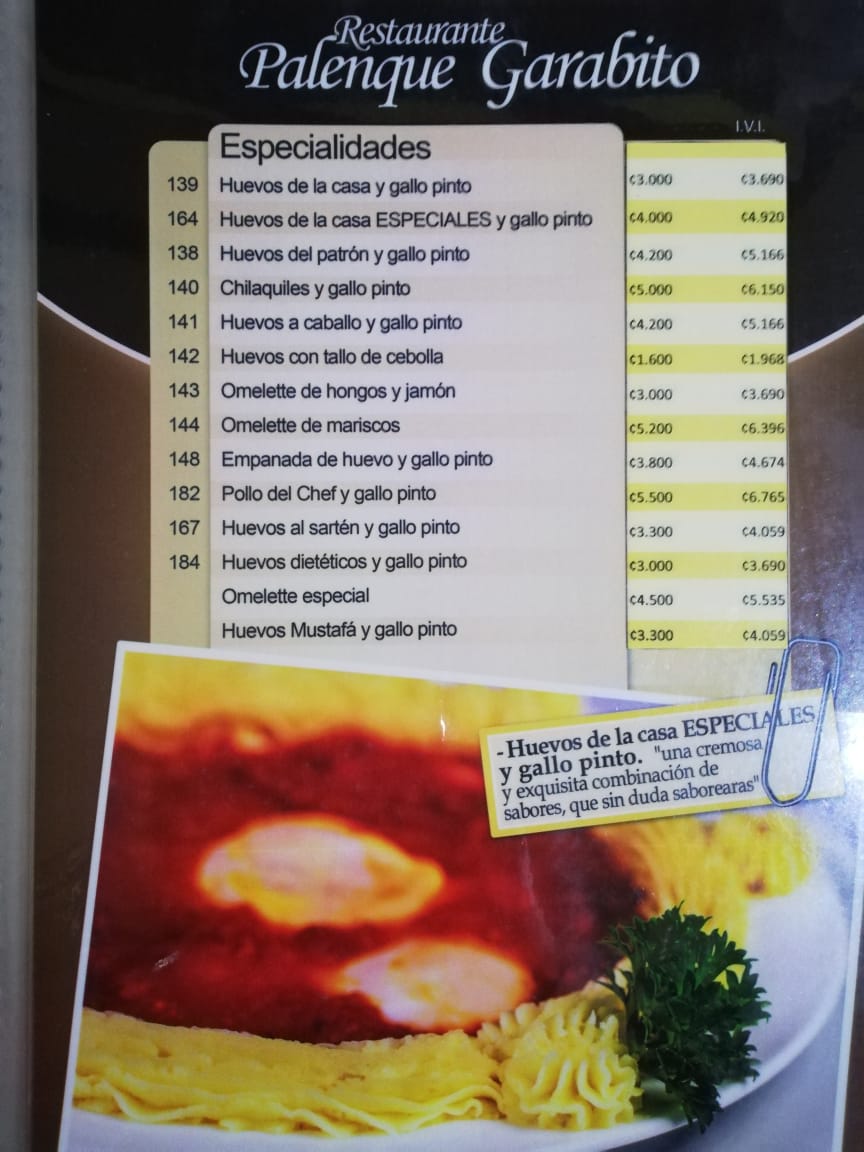 Restaurante
Palenque Garabito
I.V.I.
Especialidades
139 Huevos de la casa y gallo pinto ¢3.000 ¢3.690
164 Huevos de la casa ESPECIALES y gallo pinto ¢4.000 ¢4.920
138 Huevos del patrón y gallo pinto ¢4.200 ¢5.166
140 Chilaquiles y gallo pinto ¢5.000 ¢6.150
141 Huevos a caballo y gallo pinto ¢4.200 ¢5.166
142 Huevos con tallo de cebolla ¢1.600 ¢1.968
143 Omelette de hongos y jamón ¢3.000 ¢3.690
144 Omelette de mariscos ¢5.200 ¢6.396
148 Empanada de huevo y gallo pinto ¢3.800 ¢4.674
182 Pollo del Chef y gallo pinto ¢5.500 ¢6.765
167 Huevos al sartén y gallo pinto ¢3.300 ¢4.059
184 Huevos dietéticos y gallo pinto ¢3.000 ¢3.690
Omelette especial ¢4.500 ¢5.535
Huevos Mustafá y gallo pinto ¢3.300 ¢4.059
-Huevos de la casa ESPECIALES
y gallo pinto. "una cremosa
y exquisita combinación de
sabores, que sin duda saborearas"